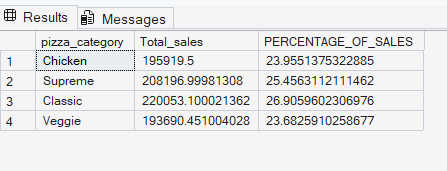 Results Messages
pizza_category Total_sales PERCENTAGE_OF_SALES
1 Chicken 195919.5 23.9551375322885
2 Supreme 208196.99981308 25.4563112111462
3 Classic 220053.100021362 26.9059602306976
4 Veggie 193690.451004028 23.6825910258677